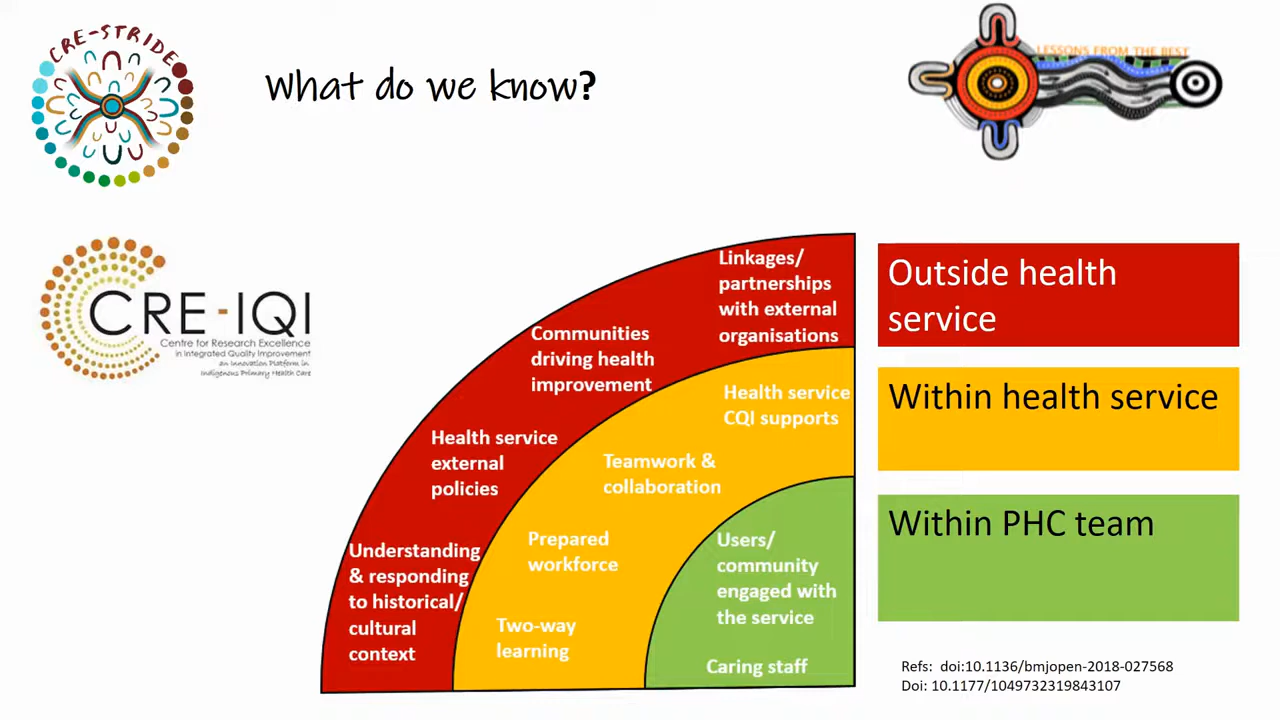 CRE-STRIDE
What do we know?
LESSONS FROM THE BEST
CRE-IQI
Centre for Research Excellence
in Integrated Quality Improvement
an Innovation Platform in
Indigenous Primary Health Care
Linkages/
partnerships
with external
organisations
Communities
driving health
improvement
Health service
external
policies
Understanding
& responding
to historical/
cultural
context
Health service
CQI supports
Teamwork &
collaboration
Prepared
workforce
Two-way
learning
Users/
community
engaged with
the service
Caring staff
Outside health
service
Within health service
Within PHC team
Refs: doi:10.1136/bmjopen-2018-027568
Doi: 10.1177/1049732319843107